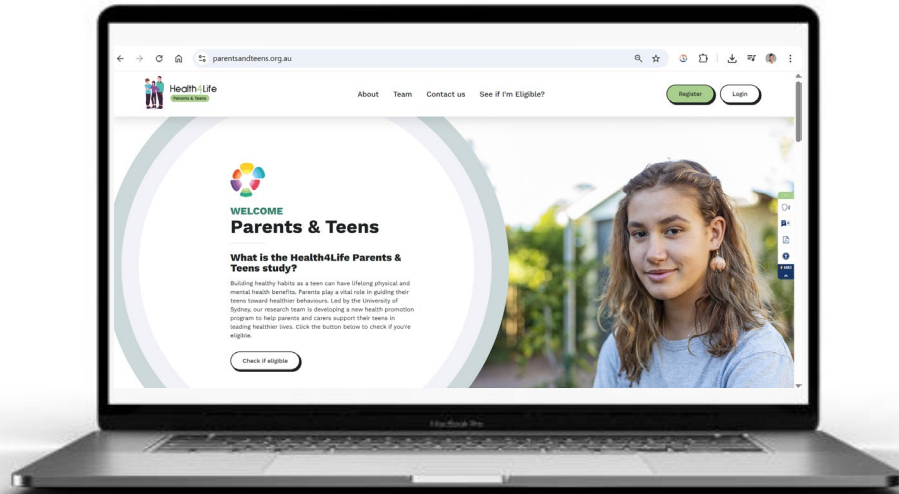 parentsandteens.org.au
Health4Life
Parents & Teens
About Team Contact us See if I'm Eligible?
Register Login
WELCOME
Parents & Teens
What is the Health4Life Parents &
Teens study?
Building healthy habits as a teen can have lifelong physical and
mental health benefits. Parents play a vital role in guiding their
teens toward healthier behaviours. Led by the University of
Sydney, our research team is developing a new health promotion
program to help parents and carers support their teens in
leading healthier lives. Click the button below to check if you're
eligible.
Check if eligible
MacBook Pro